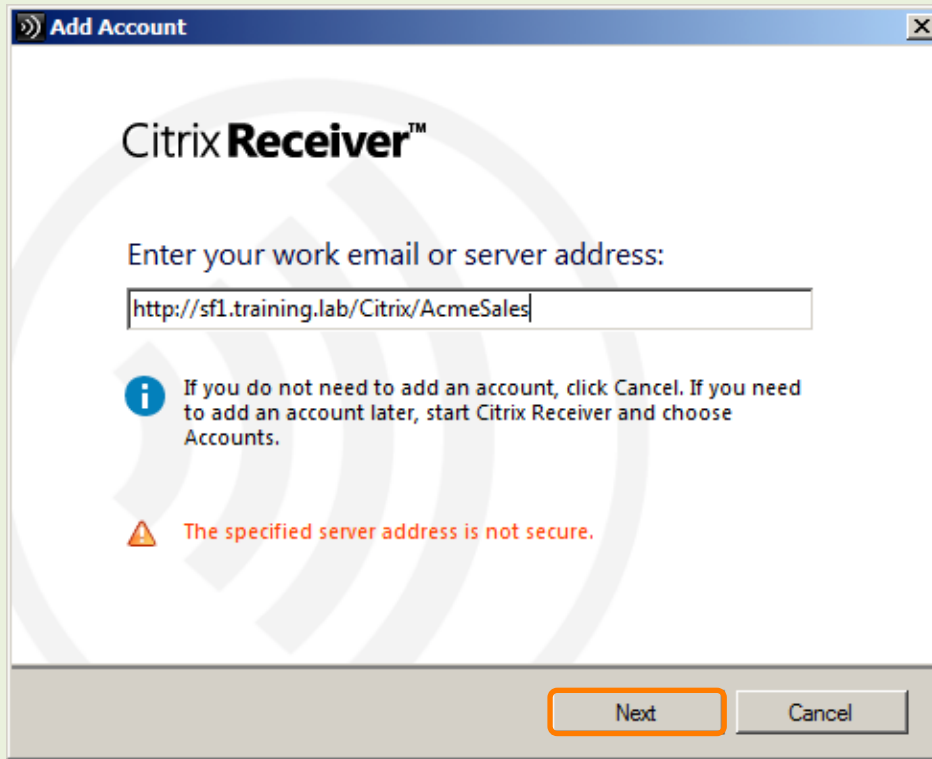 Add Account
Citrix Receiver™
Enter your work email or server address:
http://sf1.training.lab/Citrix/AcmeSales
If you do not need to add an account, click Cancel. If you need
to add an account later, start Citrix Receiver and choose
Accounts.
The specified server address is not secure.
Next Cancel